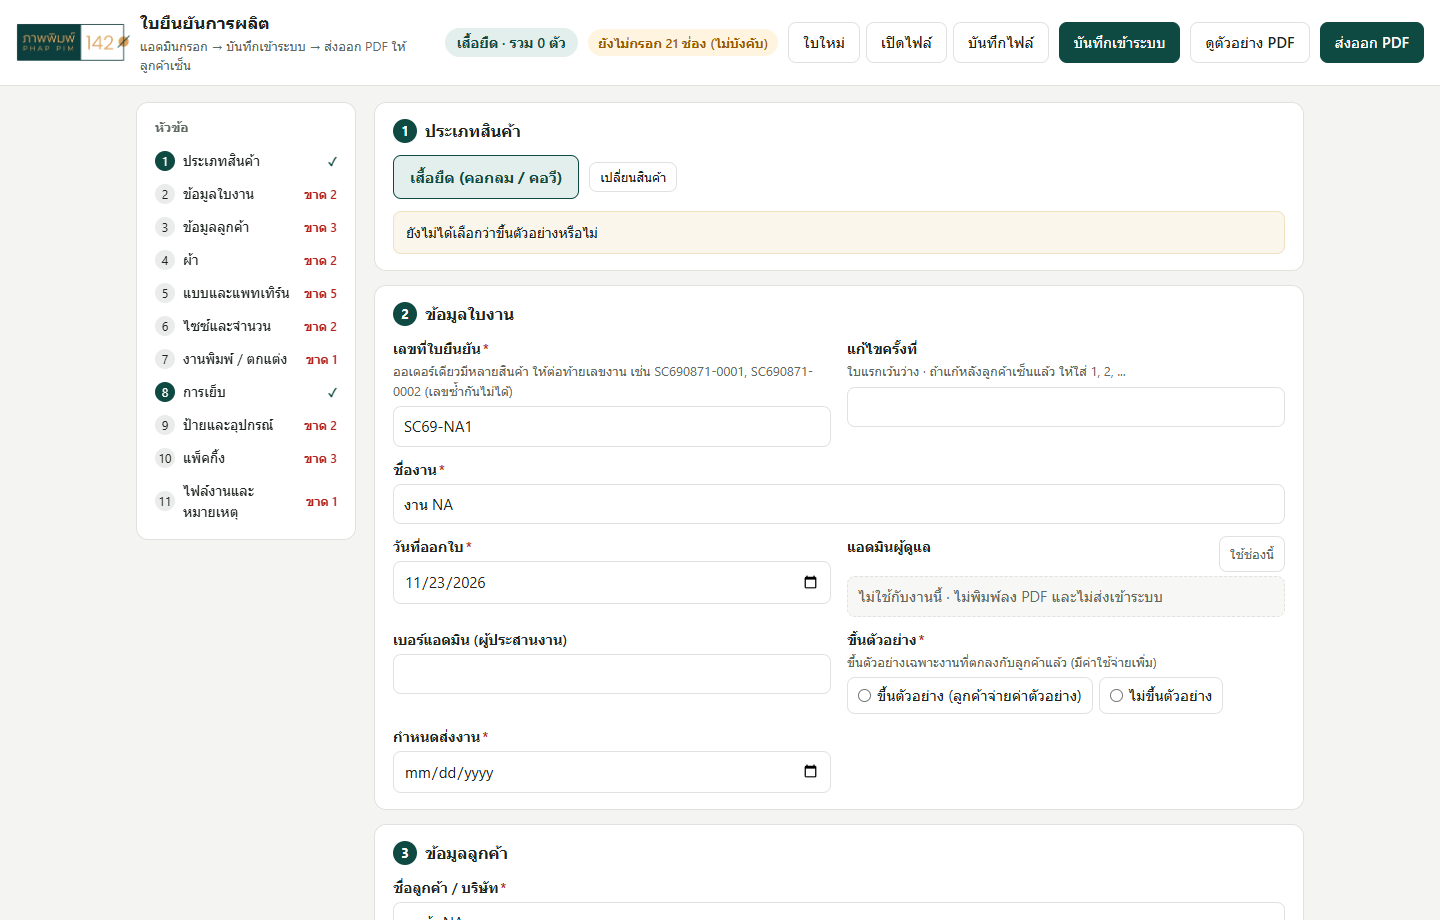 ภาพพิมพ์
PHAP PIM
142
ใบยืนยันการผลิต
แอดมินกรอก → บันทึกเข้าระบบ → ส่งออก PDF ให้
ลูกค้าเซ็น
เสื้อยืด · รวม 0 ตัว
ยังไม่กรอก 21 ช่อง (ไม่บังคับ)
ใบใหม่
เปิดไฟล์
บันทึกไฟล์
บันทึกเข้าระบบ
ดูตัวอย่าง PDF
ส่งออก PDF
หัวข้อ
1 ประเภทสินค้า ✓
2 ข้อมูลใบงาน ขาด 2
3 ข้อมูลลูกค้า ขาด 3
4 ผ้า ขาด 2
5 แบบและแพทเทิร์น ขาด 5
6 ไซซ์และจำนวน ขาด 2
7 งานพิมพ์ / ตกแต่ง ขาด 1
8 การเย็บ ✓
9 ป้ายและอุปกรณ์ ขาด 2
10 แพ็คกิ้ง ขาด 3
11 ไฟล์งานและ
หมายเหตุ ขาด 1
1 ประเภทสินค้า
เสื้อยืด (คอกลม / คอวี)
เปลี่ยนสินค้า
ยังไม่ได้เลือกว่าขึ้นตัวอย่างหรือไม่
2 ข้อมูลใบงาน
เลขที่ใบยืนยัน *
ออเดอร์เดียวมีหลายสินค้า ให้ต่อท้ายเลขงาน เช่น SC690871-0001, SC690871-
0002 (เลขซ้ำกันไม่ได้)
SC69-NA1
แก้ไขครั้งที่
ใบแรกเว้นว่าง · ถ้าแก้หลังลูกค้าเซ็นแล้ว ให้ใส่ 1, 2, ...
ชื่องาน *
งาน NA
วันที่ออกใบ *
11/23/2026
แอดมินผู้ดูแล
ใช้ช่องนี้
ไม่ใช้กับงานนี้ · ไม่พิมพ์ลง PDF และไม่ส่งเข้าระบบ
เบอร์แอดมิน (ผู้ประสานงาน)
ขึ้นตัวอย่าง *
ขึ้นตัวอย่างเฉพาะงานที่ตกลงกับลูกค้าแล้ว (มีค่าใช้จ่ายเพิ่ม)
ขึ้นตัวอย่าง (ลูกค้าจ่ายค่าตัวอย่าง)
ไม่ขึ้นตัวอย่าง
กำหนดส่งงาน *
mm/dd/yyyy
3 ข้อมูลลูกค้า
ชื่อลูกค้า / บริษัท *